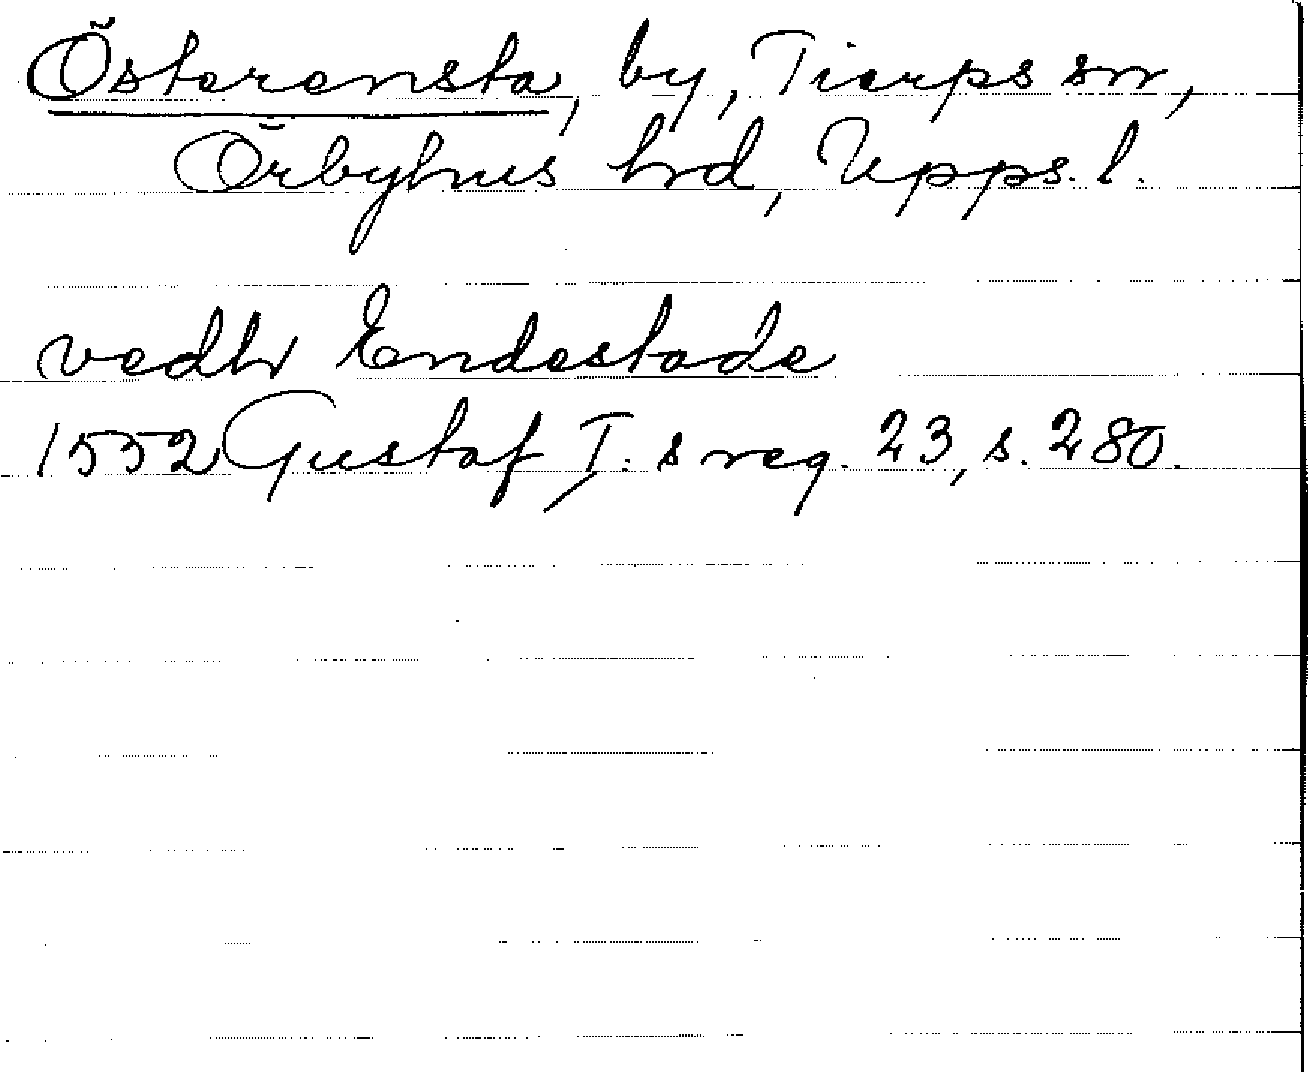 Österensta, by, Tierps sn,
Örbyhus hd, Upps. l.
vedh Endestade
1552 Gustaf I. s reg. 23, s. 280.